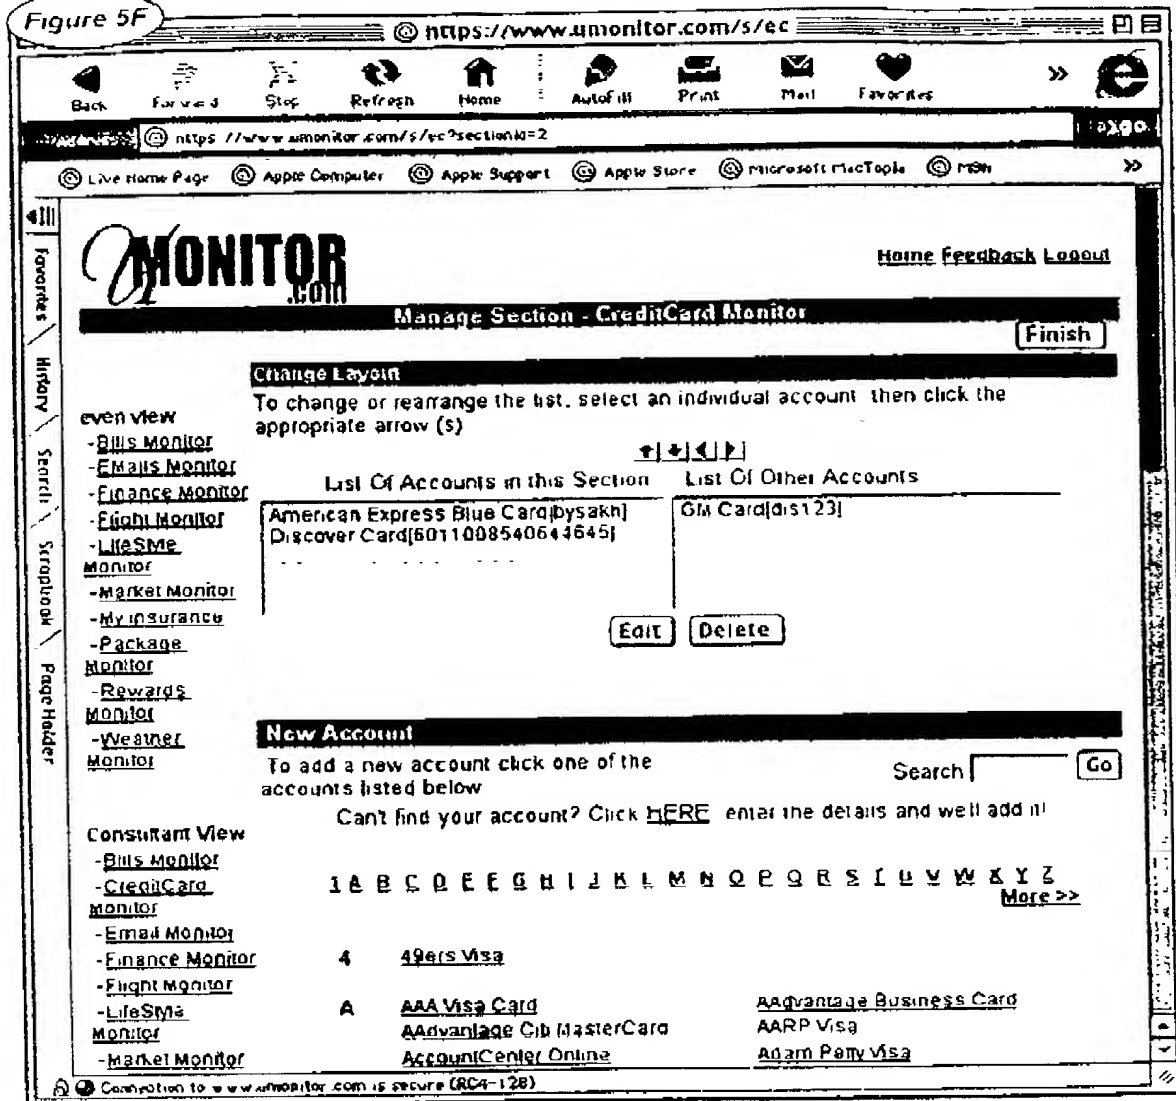 Figure 5F
https://www.umonitor.com/s/ec
Back Forward Stop Refresh Home AutoFill Print Mail Favorites »
https://www.umonitor.com/s/ec?sectionid=2 go
Live Home Page Apple Computer Apple Support Apple Store Microsoft MacTopia MSN »
Favorites
History
Search
Scrapbook
Page Holder
UMONITOR.com
Home Feedback Logout
Manage Section - CreditCard Monitor
Finish
Change Layout
To change or rearrange the list, select an individual account then click the
appropriate arrow (s)
List Of Accounts in this Section List Of Other Accounts
American Express Blue Card[bysakh] GM Card[dis123]
Discover Card[6011008540644645]
Edit Delete
even view
-Bills Monitor
-EMails Monitor
-Finance Monitor
-Flight Monitor
-LifeStyle
Monitor
-Market Monitor
-My insurance
-Package
Monitor
-Rewards
Monitor
-Weather
Monitor
New Account
To add a new account click one of the
accounts listed below
Search Go
Can't find your account? Click HERE enter the details and we'll add it!
Consultant View
-Bills Monitor
-CreditCard
Monitor
-Email Monitor
-Finance Monitor
-Flight Monitor
-LifeStyle
Monitor
-Market Monitor
1 A B C D E F G H I J K L M N O P Q R S T U V W X Y Z
More >>
4 49ers Visa
A AAA Visa Card AAdvantage Business Card
AAdvantage Citi MasterCard AARP Visa
AccountCenter Online Adam Petty Visa
Connection to www.umonitor.com is secure (RC4-128)